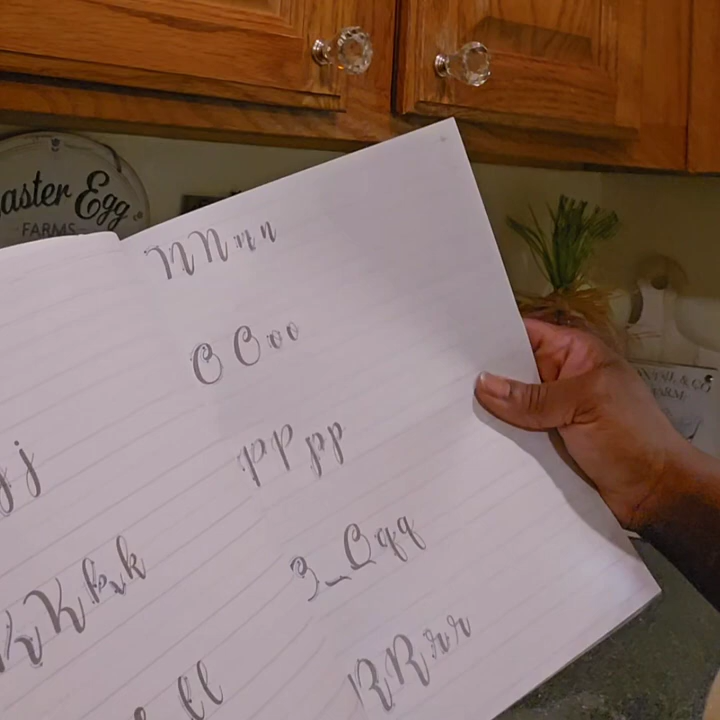 aster Egg
FARMS
N N n n
O O o o
P P p p
Q q q
R R r r
j j
K K k k
l l